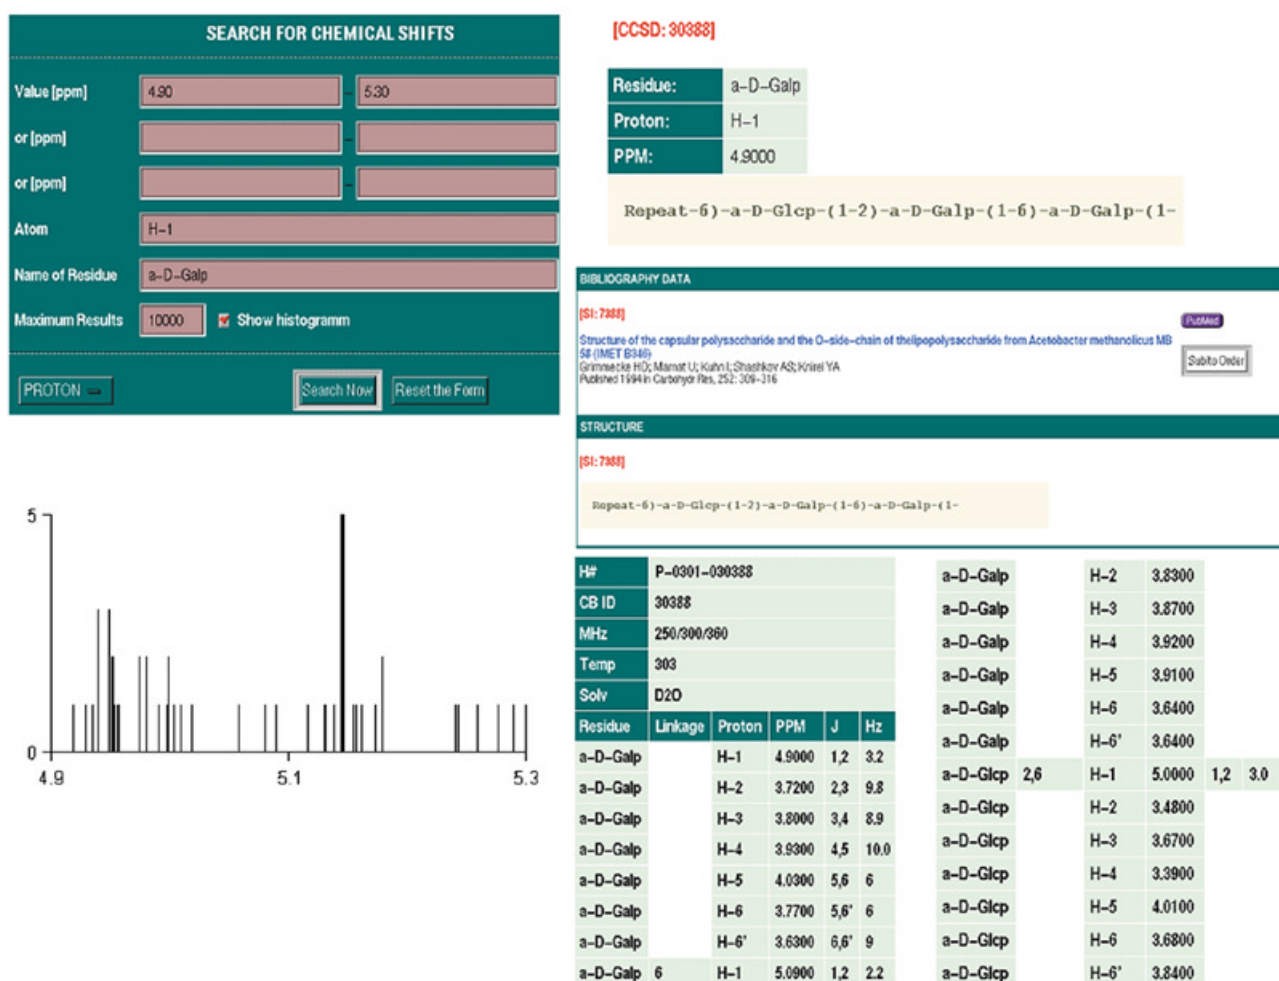 SEARCH FOR CHEMICAL SHIFTS
Value [ppm] 4.90 - 5.30
or [ppm] -
or [ppm] -
Atom H-1
Name of Residue a-D-Galp
Maximum Results 10000 Show histogramm
PROTON Search Now Reset the Form
5
0
4.9 5.1 5.3
[CCSD: 30388]
Residue: a-D-Galp
Proton: H-1
PPM: 4.9000
Repeat-6)-a-D-Glcp-(1-2)-a-D-Galp-(1-6)-a-D-Galp-(1-
BIBLIOGRAPHY DATA
[SI: 7388]
PubMed
Structure of the capsular polysaccharide and the O-side-chain of thelipopolysaccharide from Acetobacter methanolicus MB
58 (IMET B346)
Grimmecke HD; Mamat U; Kuhn I; Shashkov AS; Knirel YA
Published 1994 in Carbohydr Res, 252: 309-316
Subito Order
STRUCTURE
[SI: 7388]
Repeat-6)-a-D-Glcp-(1-2)-a-D-Galp-(1-6)-a-D-Galp-(1-
H# P-0301-030388
CB ID 30388
MHz 250/300/360
Temp 303
Solv D2O
Residue Linkage Proton PPM J Hz
a-D-Galp H-1 4.9000 1,2 3.2
a-D-Galp H-2 3.7200 2,3 9.8
a-D-Galp H-3 3.8000 3,4 8.9
a-D-Galp H-4 3.9300 4,5 10.0
a-D-Galp H-5 4.0300 5,6 6
a-D-Galp H-6 3.7700 5,6' 6
a-D-Galp H-6' 3.6300 6,6' 9
a-D-Galp 6 H-1 5.0900 1,2 2.2
a-D-Galp H-2 3.8300
a-D-Galp H-3 3.8700
a-D-Galp H-4 3.9200
a-D-Galp H-5 3.9100
a-D-Galp H-6 3.6400
a-D-Galp H-6' 3.6400
a-D-Glcp 2,6 H-1 5.0000 1,2 3.0
a-D-Glcp H-2 3.4800
a-D-Glcp H-3 3.6700
a-D-Glcp H-4 3.3900
a-D-Glcp H-5 4.0100
a-D-Glcp H-6 3.6800
a-D-Glcp H-6' 3.8400